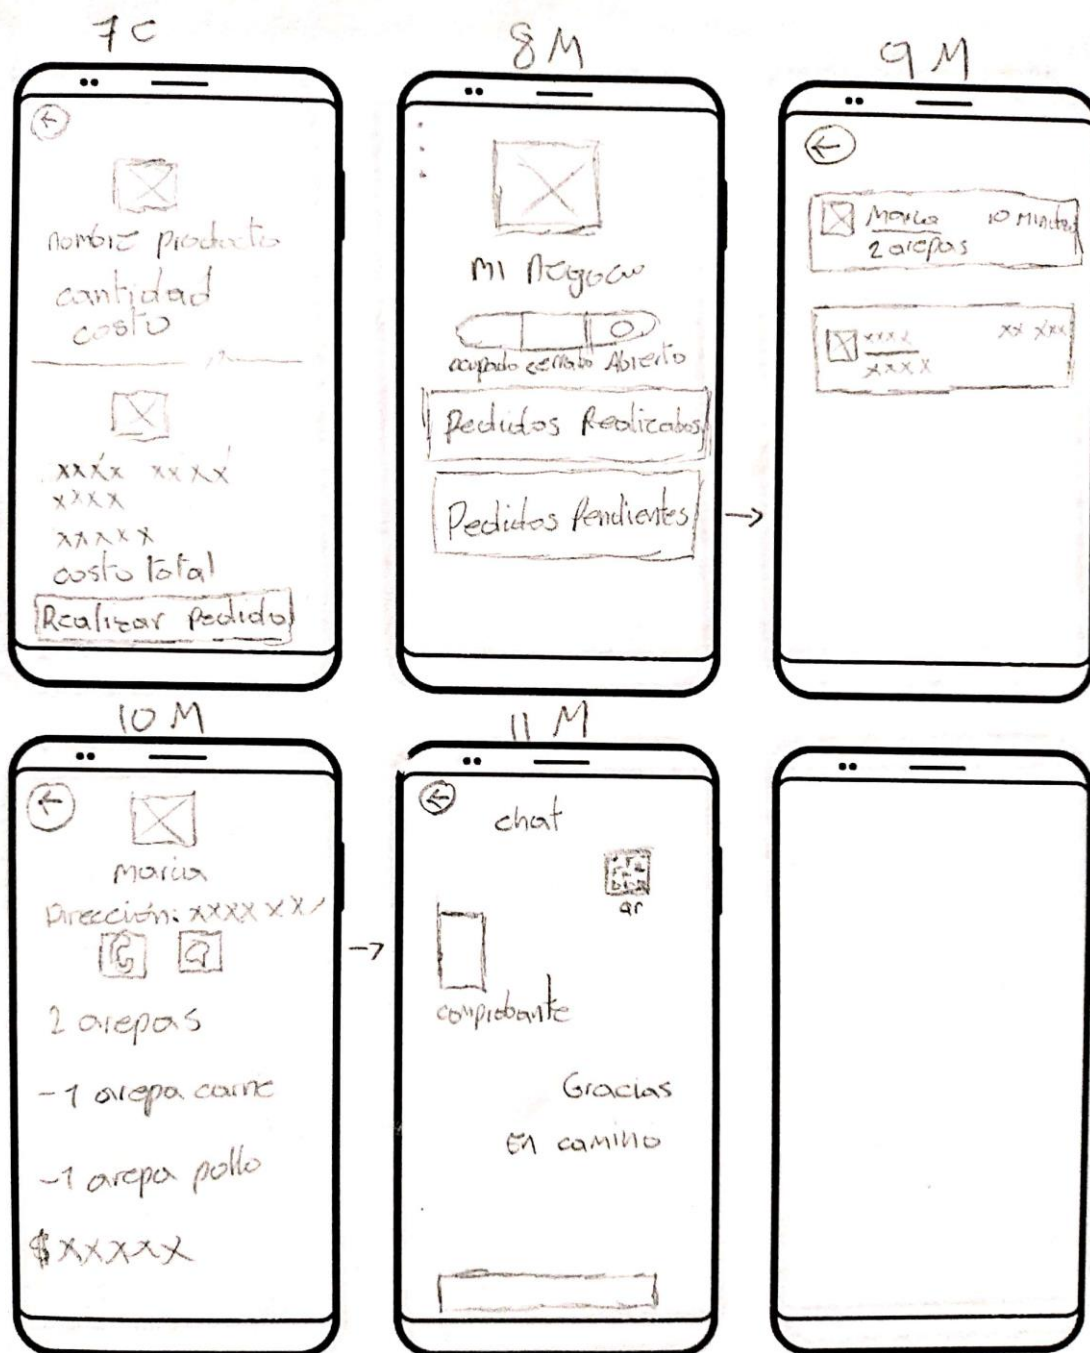 7C
nombre producto
cantidad
costo
xxxx xxxx
xxxx
xxxxx
costo total
Realizar pedido
8 M
mi negocio
ocupado cerrado Abierto
Pedidos Realizados
Pedidos Pendientes
9 M
Maria 10 Minutos
2 arepas
xxxx xx xxx
xxxx
10 M
Maria
Dirección: xxxx xxx
2 arepas
-1 arepa carne
-1 arepa pollo
$xxxxx
11 M
chat
qr
comprobante
Gracias
En camino